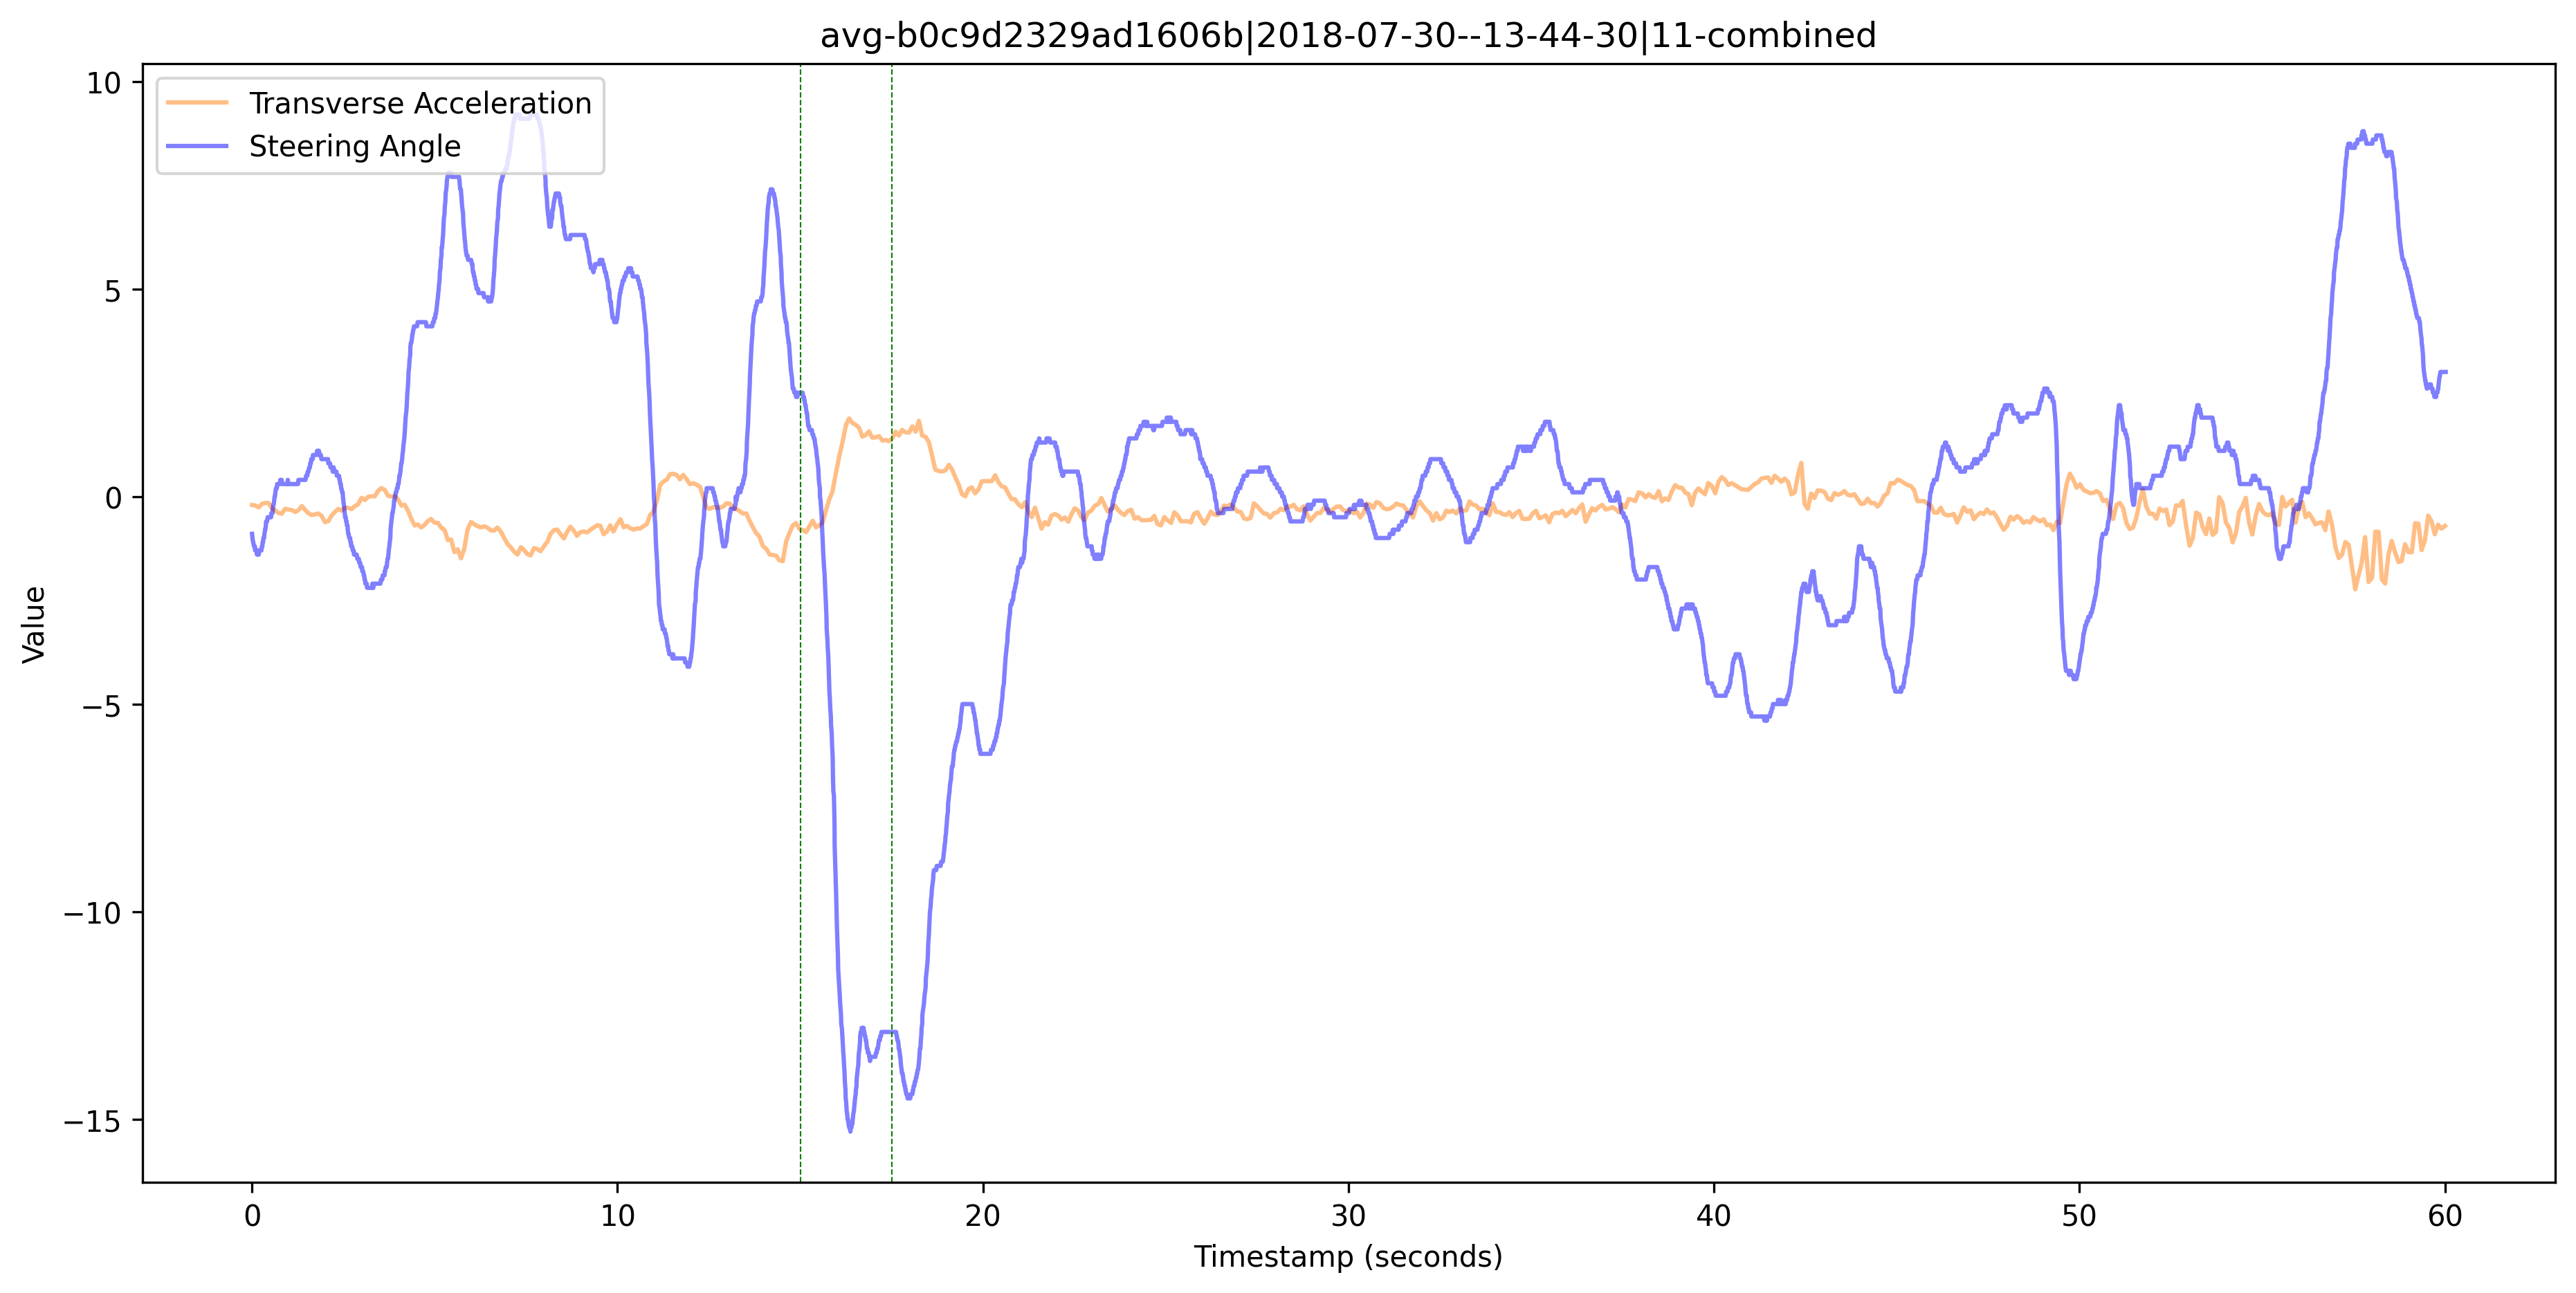 avg-b0c9d2329ad1606b|2018-07-30--13-44-30|11-combined
Transverse Acceleration
Steering Angle
10
5
0
−5
−10
−15
Value
0 10 20 30 40 50 60
Timestamp (seconds)